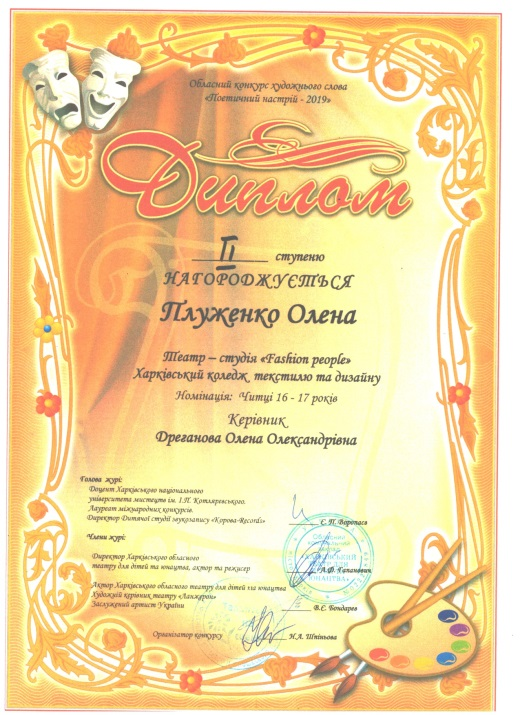 Обласний конкурс художнього слова
«Поетичний настрій - 2019»
Диплом
II ступеню
НАГОРОДЖУЄТЬСЯ
Плуженко Олена
Театр – студія «Fashion people»
Харківський коледж текстилю та дизайну
Номінація: Читці 16 - 17 років
Керівник
Дреганова Олена Олександрівна
Голова журі:
Доцент Харківського національного
університета мистецтв ім. І.П. Котляревського.
Лауреат міжнародних конкурсів.
Директор Дитячої студії звукозапису «Корова-Records»
Є. П. Воропаєв
Члени журі:
Директор Харківського обласного
театру для дітей та юнацтва, актор та режисер
А.Ф.
Актор Харківського обласного театру для дітей та юнацтва
Художній керівник театру «Ланжерон»
Заслужений артист України
В.Є. Бондарев
Організатор конкурсу
Н.А. Шпіньова